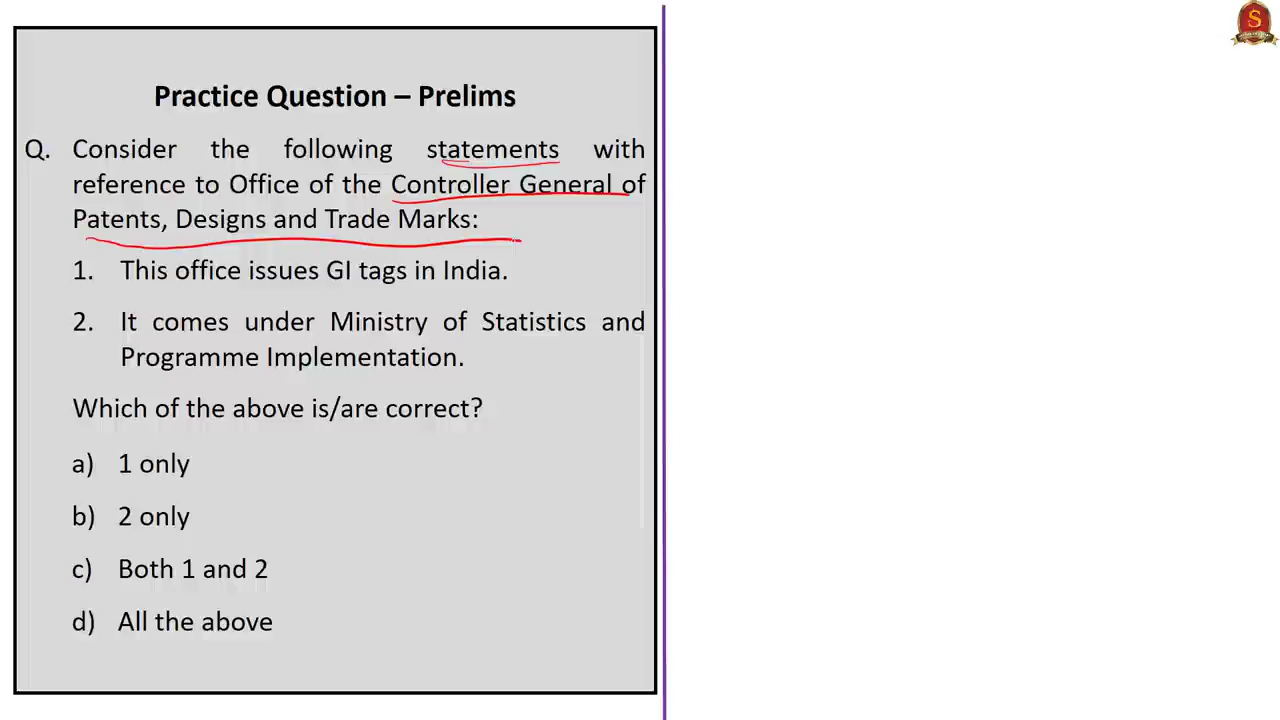 Practice Question – Prelims
Q. Consider the following statements with
reference to Office of the Controller General of
Patents, Designs and Trade Marks:
1. This office issues GI tags in India.
2. It comes under Ministry of Statistics and
Programme Implementation.
Which of the above is/are correct?
a) 1 only
b) 2 only
c) Both 1 and 2
d) All the above
S